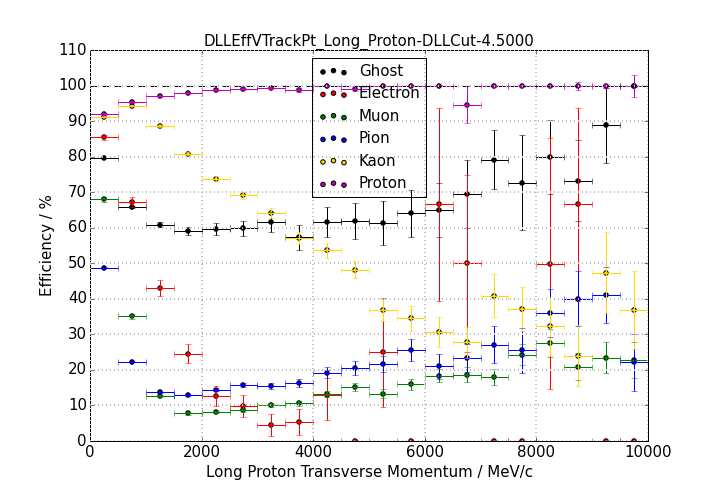 DLLEffVTrackPt_Long_Proton-DLLCut-4.5000
110
100
90
80
70
60
50
40
30
20
10
0
Efficiency / %
Ghost
Electron
Muon
Pion
Kaon
Proton
0 2000 4000 6000 8000 10000
Long Proton Transverse Momentum / MeV/c